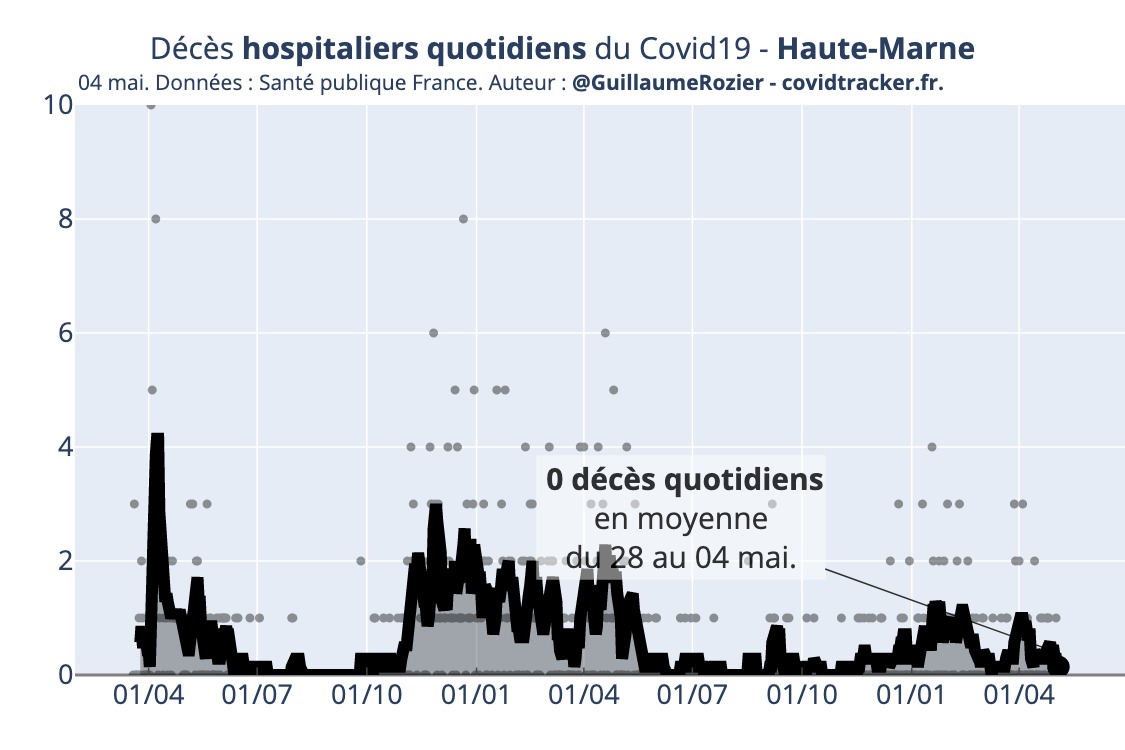 Décès hospitaliers quotidiens du Covid19 - Haute-Marne
04 mai. Données : Santé publique France. Auteur : @GuillaumeRozier - covidtracker.fr.
10
8
6
4
2
0
0 décès quotidiens
en moyenne
du 28 au 04 mai.
01/04 01/07 01/10 01/01 01/04 01/07 01/10 01/01 01/04